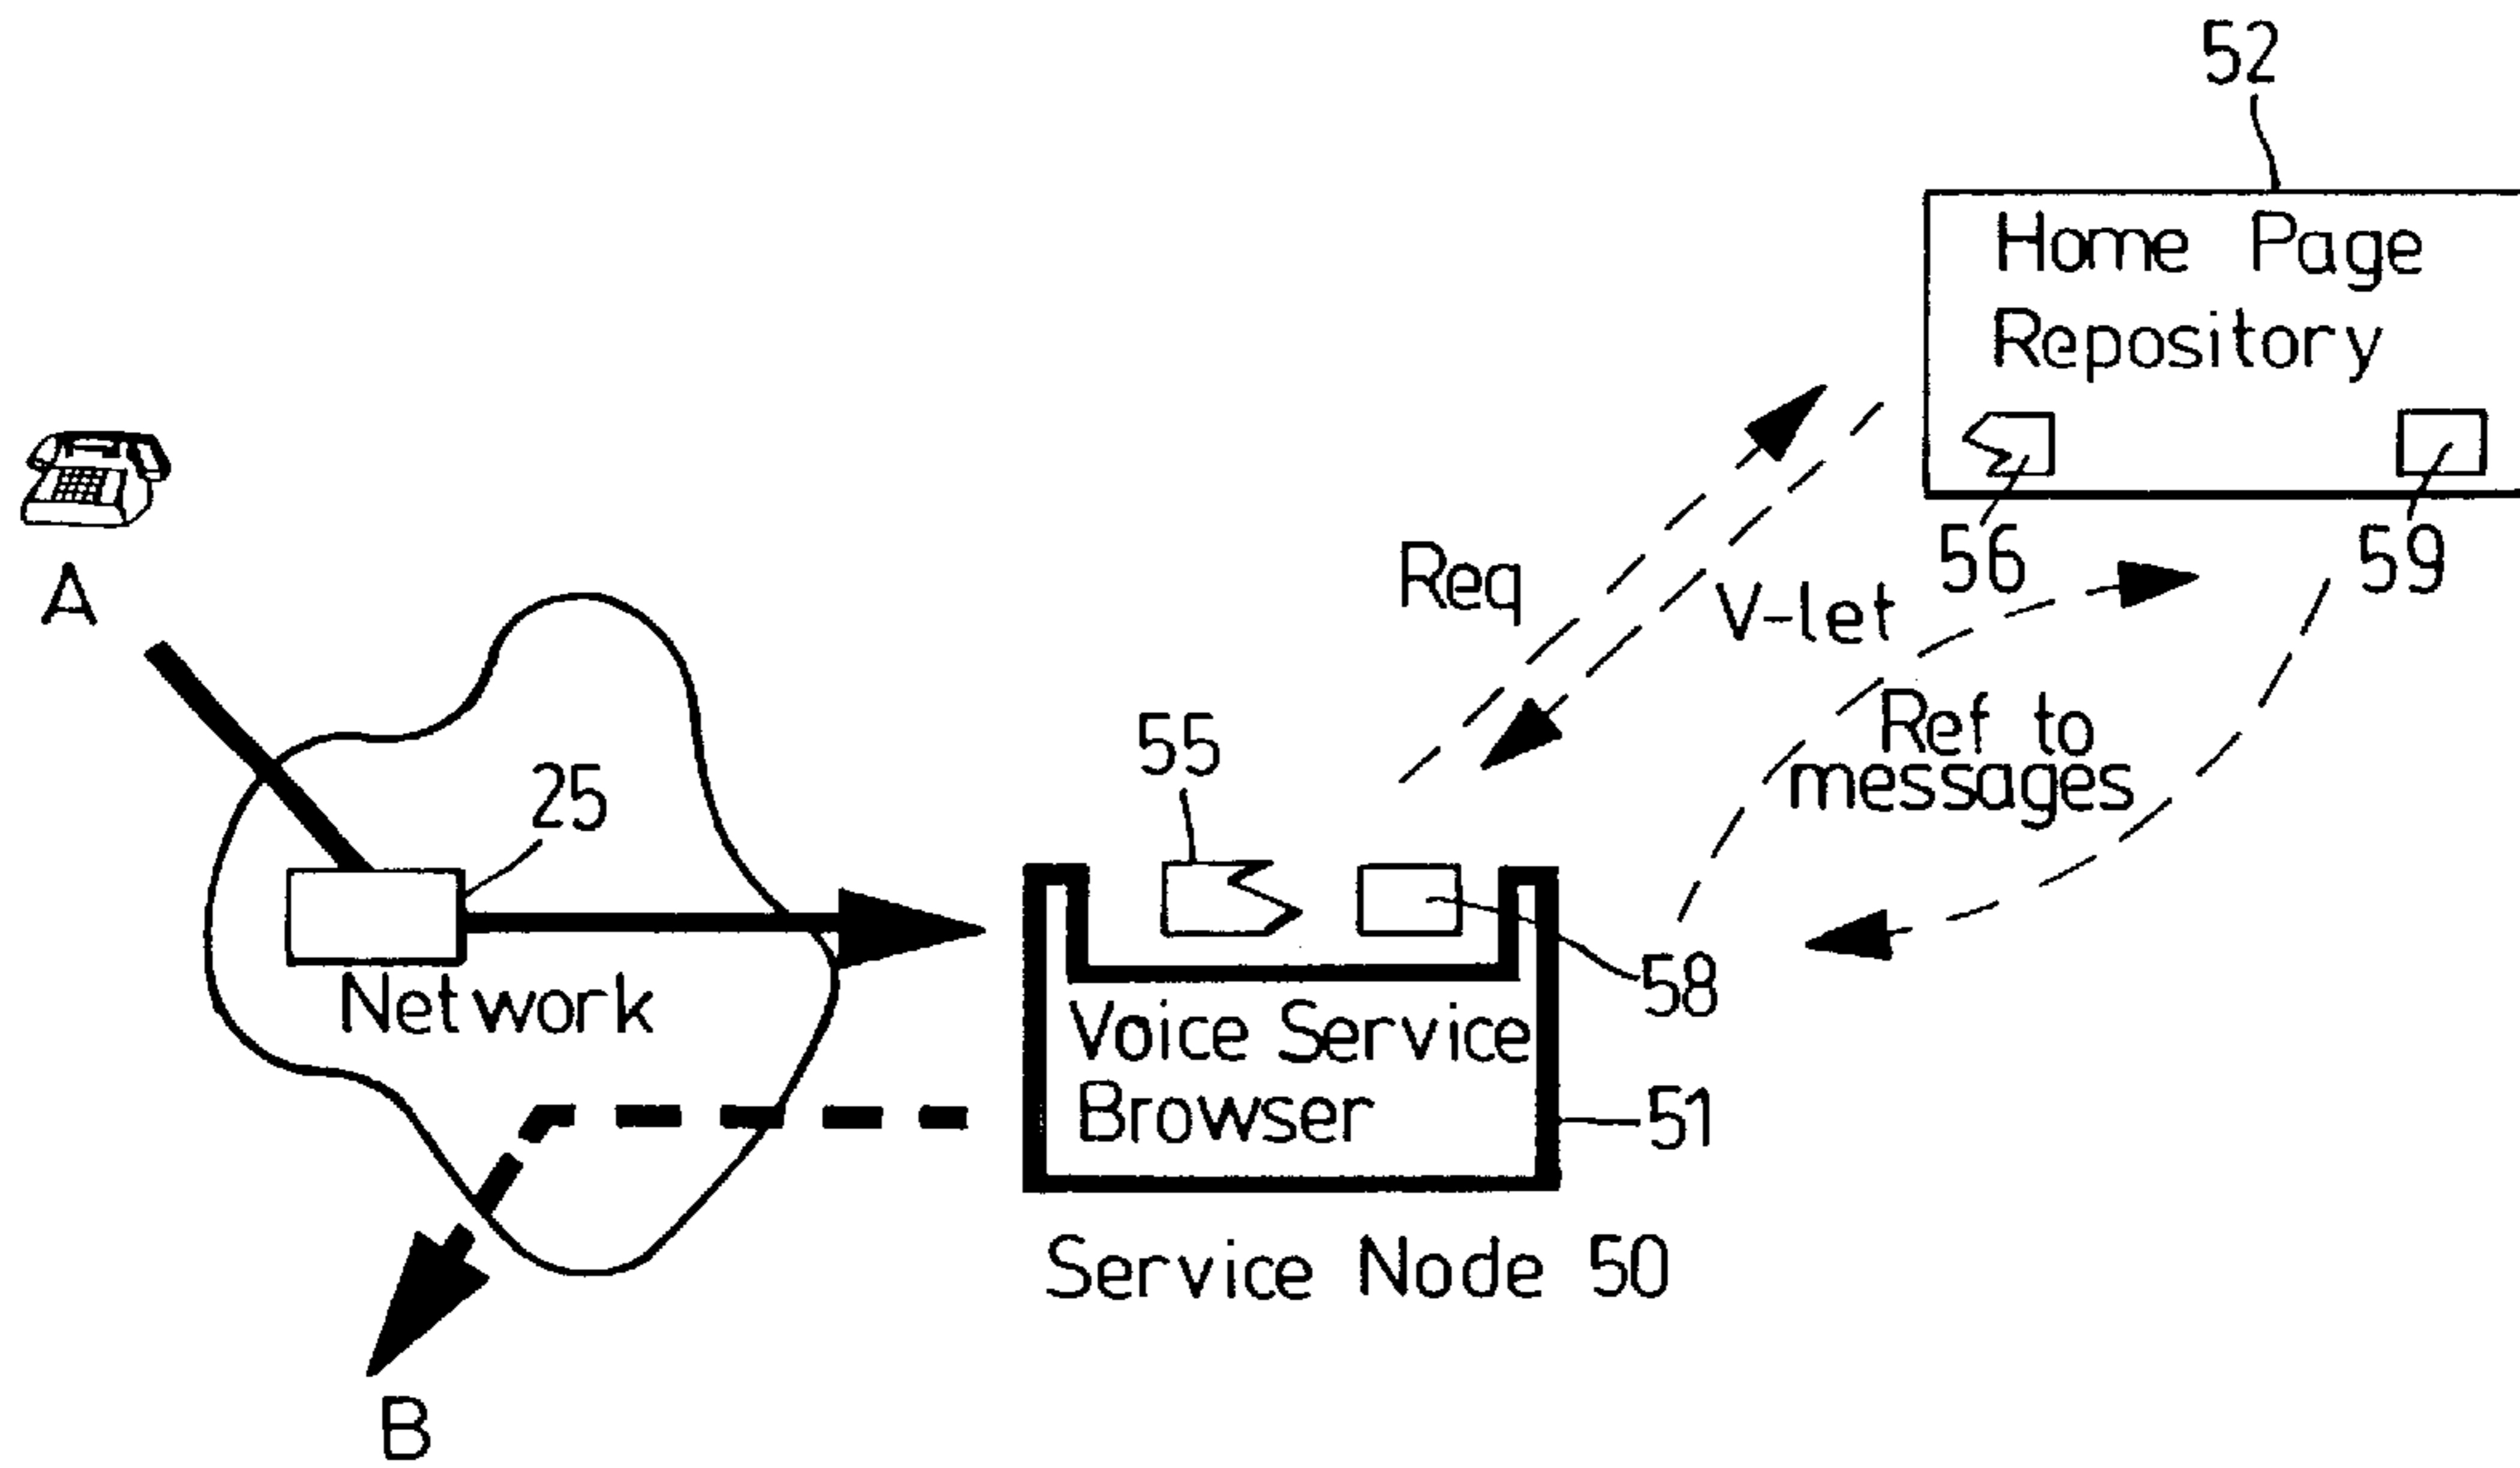 52
Home Page
Repository
56
59
A
Req
V-let
Ref to
messages
25
55
Network
58
Voice Service
Browser
51
Service Node 50
B